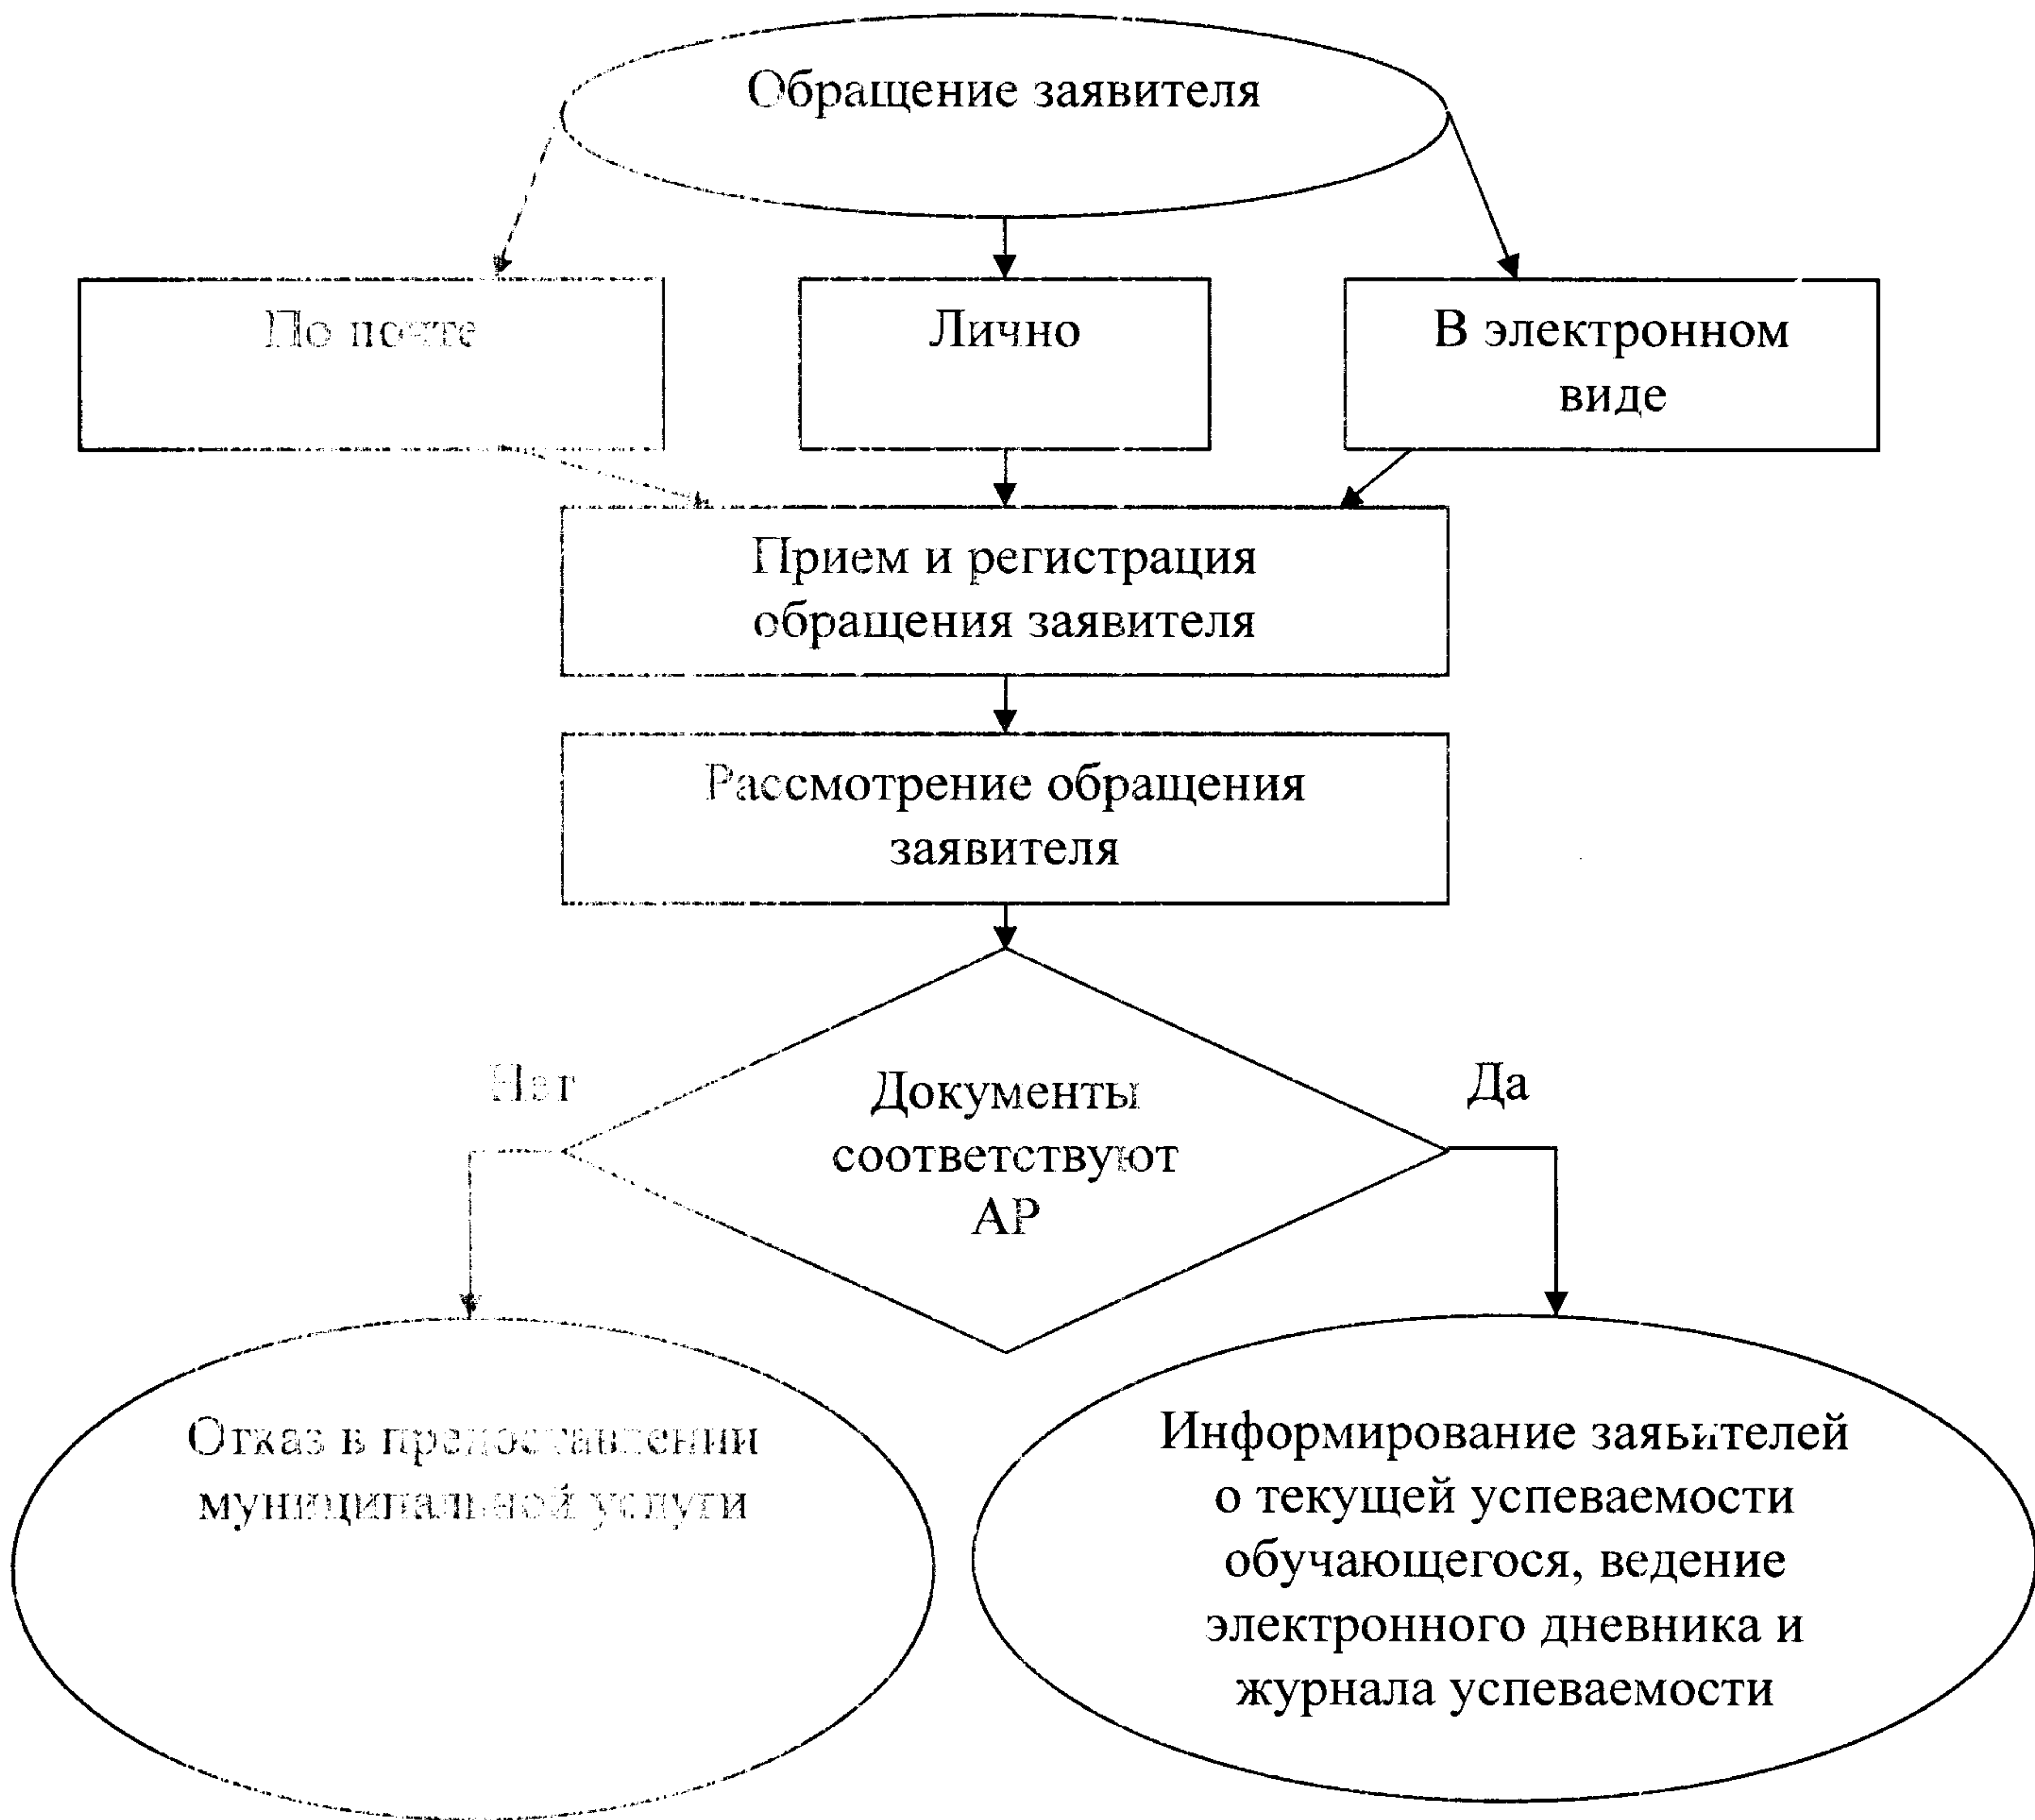 Обращение заявителя
По почте
Лично
В электронном
виде
Прием и регистрация
обращения заявителя
Рассмотрение обращения
заявителя
Нет
Да
Документы
соответствуют
АР
Отказ в предоставлении
муниципальной услуги
Информирование заявителей
о текущей успеваемости
обучающегося, ведение
электронного дневника и
журнала успеваемости